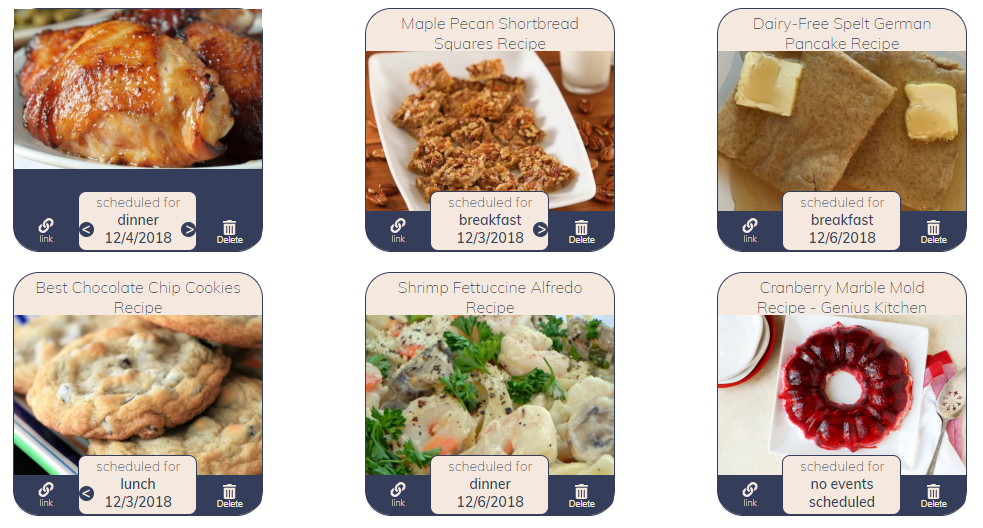 scheduled for
dinner
< 12/4/2018 >
link
Delete
Maple Pecan Shortbread
Squares Recipe
scheduled for
breakfast
12/3/2018 >
link
Delete
Dairy-Free Spelt German
Pancake Recipe
scheduled for
breakfast
12/6/2018
link
Delete
Best Chocolate Chip Cookies
Recipe
scheduled for
lunch
< 12/3/2018
link
Delete
Shrimp Fettuccine Alfredo
Recipe
scheduled for
dinner
12/6/2018
link
Delete
Cranberry Marble Mold
Recipe - Genius Kitchen
scheduled for
no events
scheduled
link
Delete